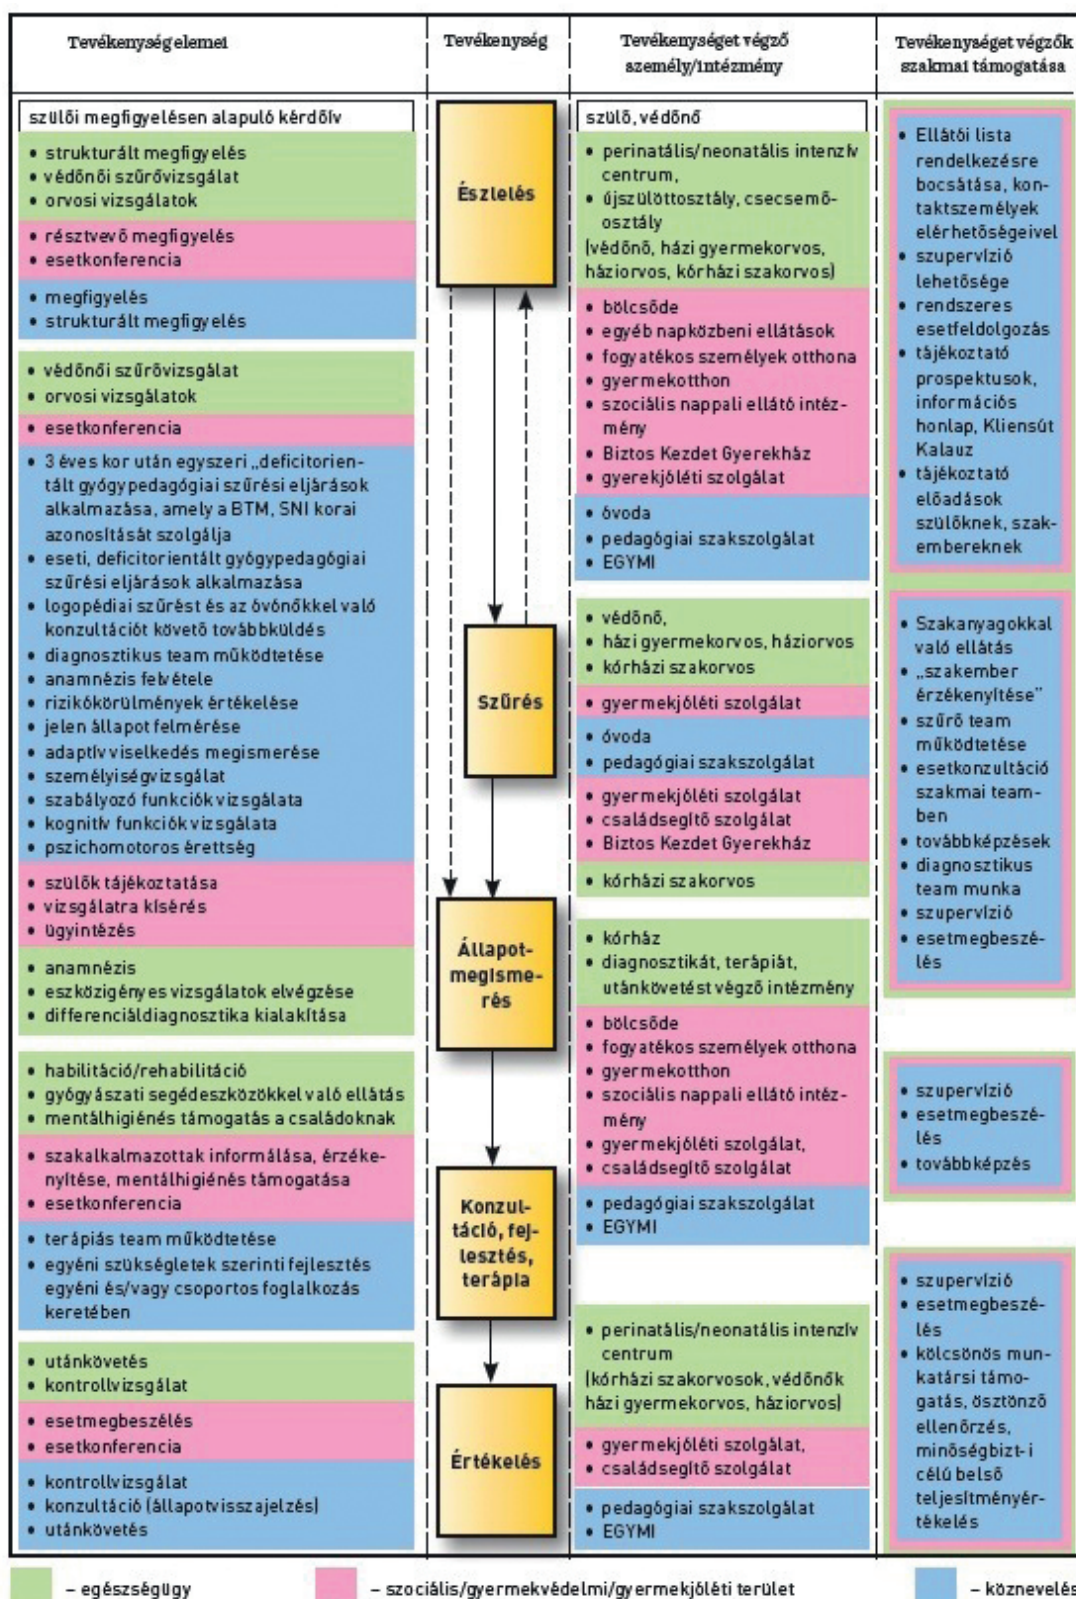 Tevékenység elemei
Tevékenység
Tevékenységet végző
személy/intézmény
Tevékenységet végzők
szakmai támogatása
szülői megfigyelésen alapuló kérdőív
• strukturált megfigyelés
• védőnői szűrővizsgálat
• orvosi vizsgálatok
• résztvevő megfigyelés
• esetkonferencia
• megfigyelés
• strukturált megfigyelés
• védőnői szűrővizsgálat
• orvosi vizsgálatok
• esetkonferencia
• 3 éves kor után egyszeri „deficitorien-
tált gyógypedagógiai szűrési eljárások
alkalmazása, amely a BTM, SNI korai
azonosítását szolgálja
• eseti, deficitorientált gyógypedagógiai
szűrési eljárások alkalmazása
• logopédiai szűrést és az óvónőkkel való
konzultációt követő továbbküldés
• diagnosztikus team működtetése
• anamnézis felvétele
• rizikókörülmények értékelése
• jelen állapot felmérése
• adaptív viselkedés megismerése
• személyiségvizsgálat
• szabályozó funkciók vizsgálata
• kognitív funkciók vizsgálata
• pszichomotoros érettség
• szülők tájékoztatása
• vizsgálatra kísérés
• ügyintézés
• anamnézis
• eszközigényes vizsgálatok elvégzése
• differenciáldiagnosztika kialakítása
• habilitáció/rehabilitáció
• gyógyászati segédeszközökkel való ellátás
• mentálhigiénés támogatás a családoknak
• szakalkalmazottak informálása, érzéke-
nyítése, mentálhigiénés támogatása
• esetkonferencia
• terápiás team működtetése
• egyéni szükségletek szerinti fejlesztés
egyéni és/vagy csoportos foglalkozás
keretében
• utánkövetés
• kontrollvizsgálat
• esetmegbeszélés
• esetkonferencia
• kontrollvizsgálat
• konzultáció (állapotvisszajelzés)
• utánkövetés
Észlelés
Szűrés
Állapot-
megisme-
rés
Konzul-
táció, fej-
lesztés,
terápia
Értékelés
szülő, védőnő
• perinatális/neonatális intenzív
centrum,
• újszülöttosztály, csecsemő-
osztály
(védőnő, házi gyermekorvos,
háziorvos, kórházi szakorvos)
• bölcsőde
• egyéb napközbeni ellátások
• fogyatékos személyek otthona
• gyermekotthon
• szociális nappali ellátó intéz-
mény
• Biztos Kezdet Gyerekház
• gyerekjóléti szolgálat
• óvoda
• pedagógiai szakszolgálat
• EGYMI
• védőnő,
• házi gyermekorvos, háziorvos
• kórházi szakorvos
• gyermekjóléti szolgálat
• óvoda
• pedagógiai szakszolgálat
• gyermekjóléti szolgálat
• családsegítő szolgálat
• Biztos Kezdet Gyerekház
• kórházi szakorvos
• kórház
• diagnosztikát, terápiát,
utánkövetést végző intézmény
• bölcsőde
• fogyatékos személyek otthona
• gyermekotthon
• szociális nappali ellátó intéz-
mény
• gyermekjóléti szolgálat,
• családsegítő szolgálat
• pedagógiai szakszolgálat
• EGYMI
• perinatális/neonatális intenzív
centrum
(kórházi szakorvosok, védőnők
házi gyermekorvos, háziorvos)
• gyermekjóléti szolgálat,
• családsegítő szolgálat
• pedagógiai szakszolgálat
• EGYMI
• Ellátói lista
rendelkezésre
bocsátása, kon-
taktszemélyek
elérhetőségeivel
• szupervízió
lehetősége
• rendszeres
esetfeldolgozás
• tájékoztató
prospektusok,
információs
honlap, Kliensút
Kalauz
• tájékoztató
előadások
szülőknek, szak-
embereknek
• Szakanyagokkal
való ellátás
• „szakember
érzékenyítése”
• szűrő team
működtetése
• esetkonzultáció
szakmai team-
ben
• továbbképzések
• diagnosztikus
team munka
• szupervízió
• esetmegbeszé-
lés
• szupervízió
• esetmegbeszé-
lés
• továbbképzés
• szupervízió
• esetmegbeszé-
lés
• kölcsönös mun-
katársi támo-
gatás, ösztönző
ellenőrzés,
minőségbizt-i
célú belső
teljesítményér-
tékelés
– egészségügy
– szociális/gyermekvédelmi/gyermekjóléti terület
– köznevelés